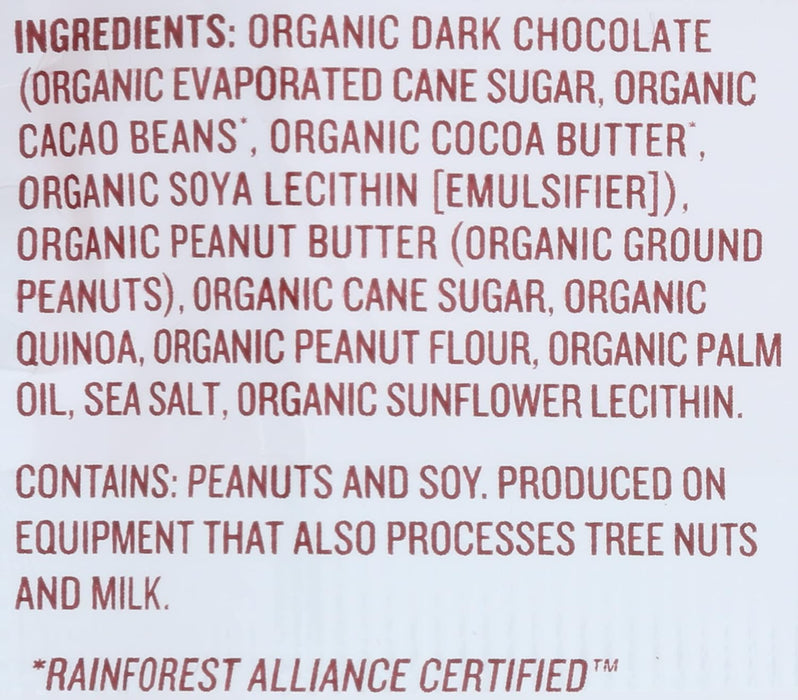 INGREDIENTS: ORGANIC DARK CHOCOLATE
(ORGANIC EVAPORATED CANE SUGAR, ORGANIC
CACAO BEANS*, ORGANIC COCOA BUTTER*,
ORGANIC SOYA LECITHIN [EMULSIFIER]),
ORGANIC PEANUT BUTTER (ORGANIC GROUND
PEANUTS), ORGANIC CANE SUGAR, ORGANIC
QUINOA, ORGANIC PEANUT FLOUR, ORGANIC PALM
OIL, SEA SALT, ORGANIC SUNFLOWER LECITHIN.
CONTAINS: PEANUTS AND SOY. PRODUCED ON
EQUIPMENT THAT ALSO PROCESSES TREE NUTS
AND MILK.
*RAINFOREST ALLIANCE CERTIFIED™